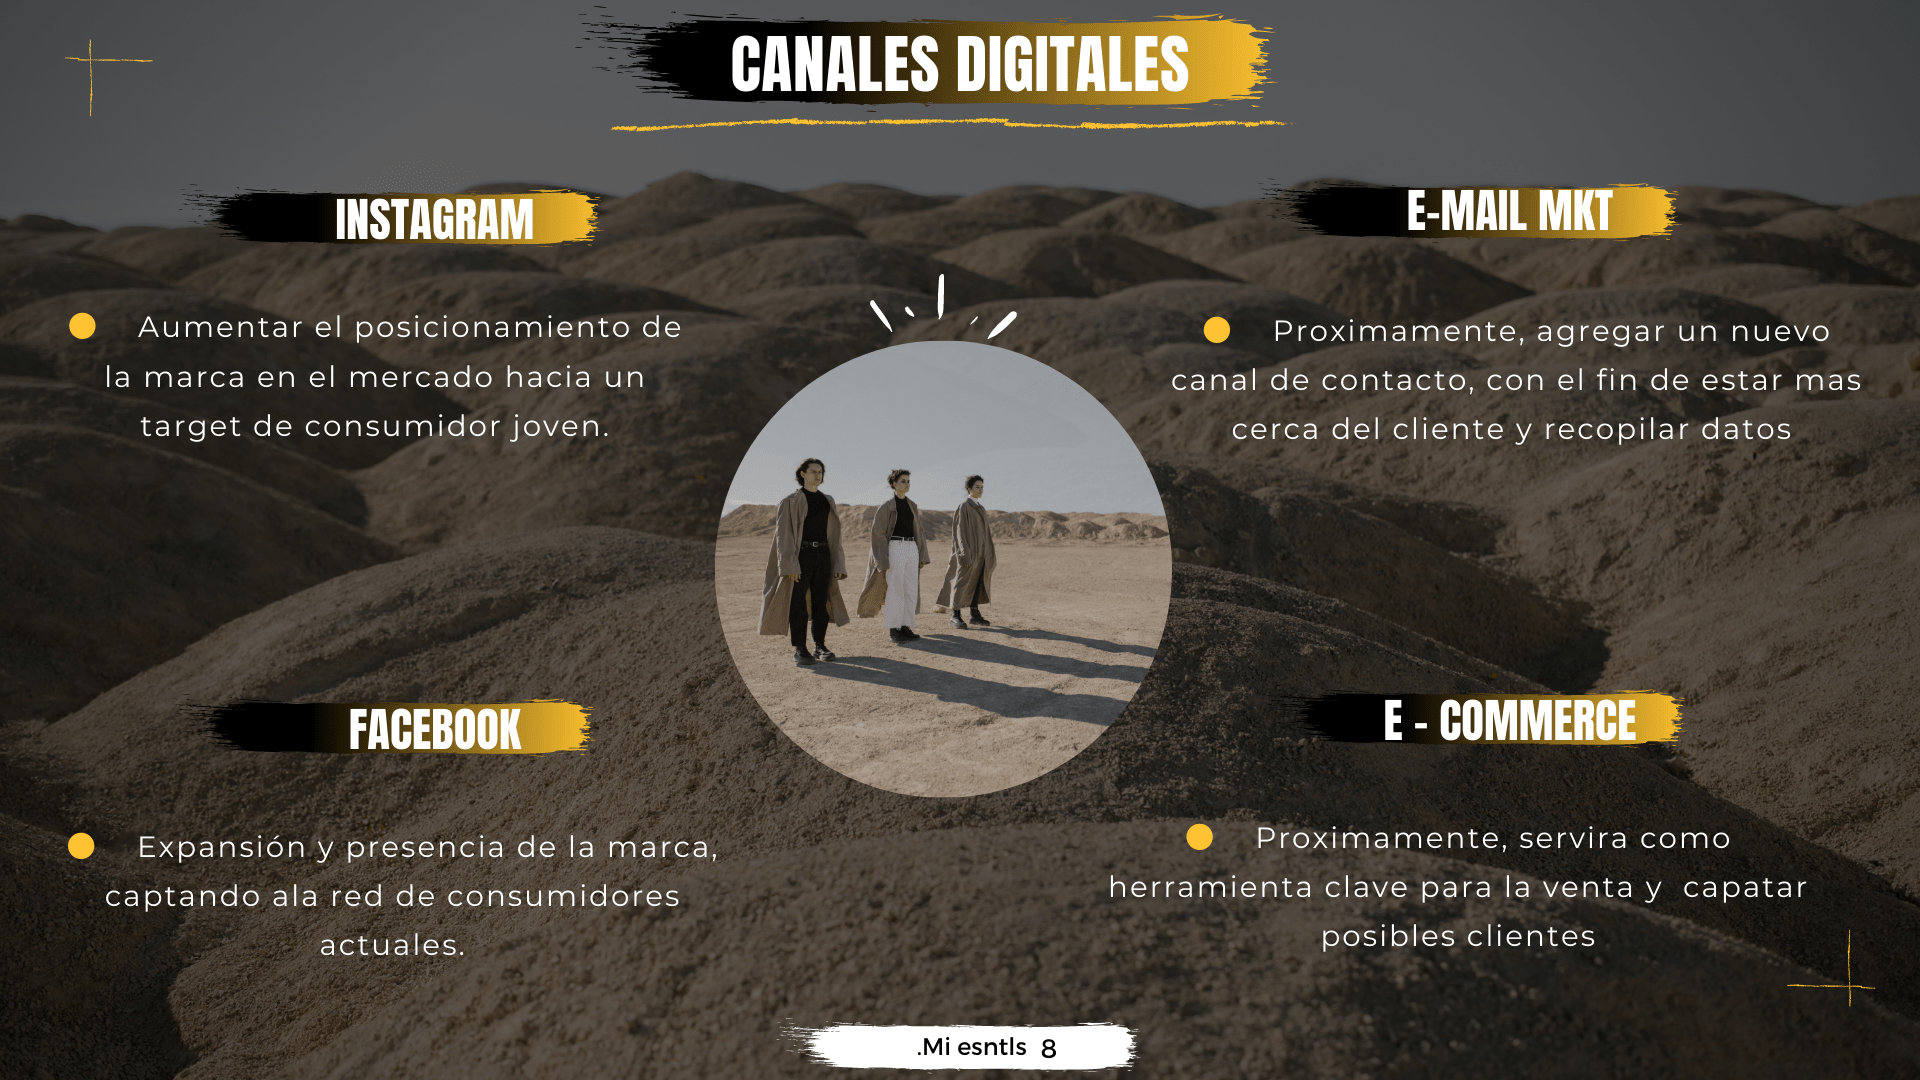 CANALES DIGITALES
INSTAGRAM
Aumentar el posicionamiento de
la marca en el mercado hacia un
target de consumidor joven.
E-MAIL MKT
Proximamente, agregar un nuevo
canal de contacto, con el fin de estar mas
cerca del cliente y recopilar datos
FACEBOOK
Expansión y presencia de la marca,
captando ala red de consumidores
actuales.
E - COMMERCE
Proximamente, servira como
herramienta clave para la venta y  capatar
posibles clientes
.Mi esntls 8